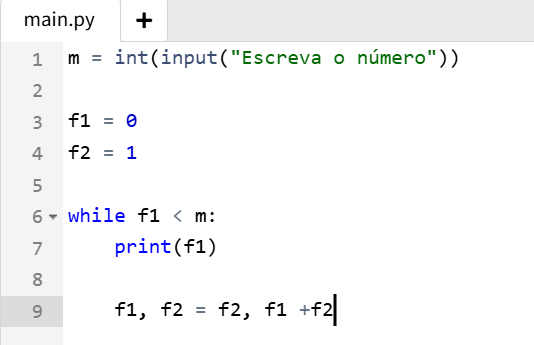 main.py +
1 m = int(input("Escreva o número"))
2
3 f1 = 0
4 f2 = 1
5
6 while f1 < m:
7     print(f1)
8
9     f1, f2 = f2, f1 +f2